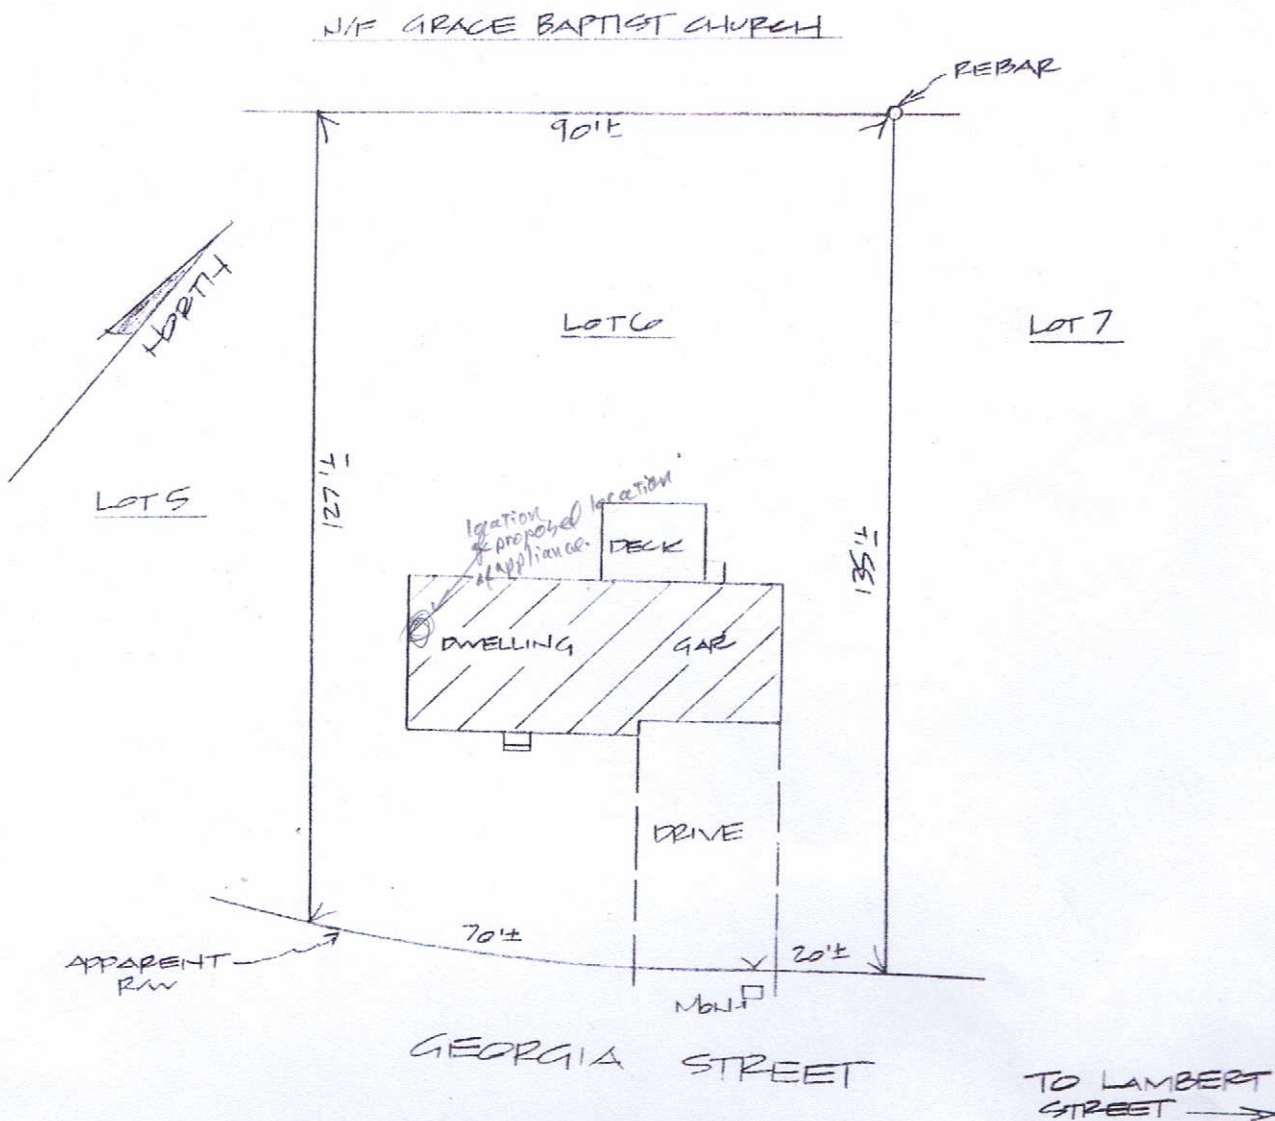 N/F GRACE BAPTIST CHURCH
REBAR
90'±
NORTH
LOT 6
LOT 7
LOT 5
127'±
location
of proposed location
of appliance.
DECK
135'±
DWELLING
GAR
DRIVE
70'±
20'±
APPARENT
R/W
MON
GEORGIA STREET
TO LAMBERT
STREET